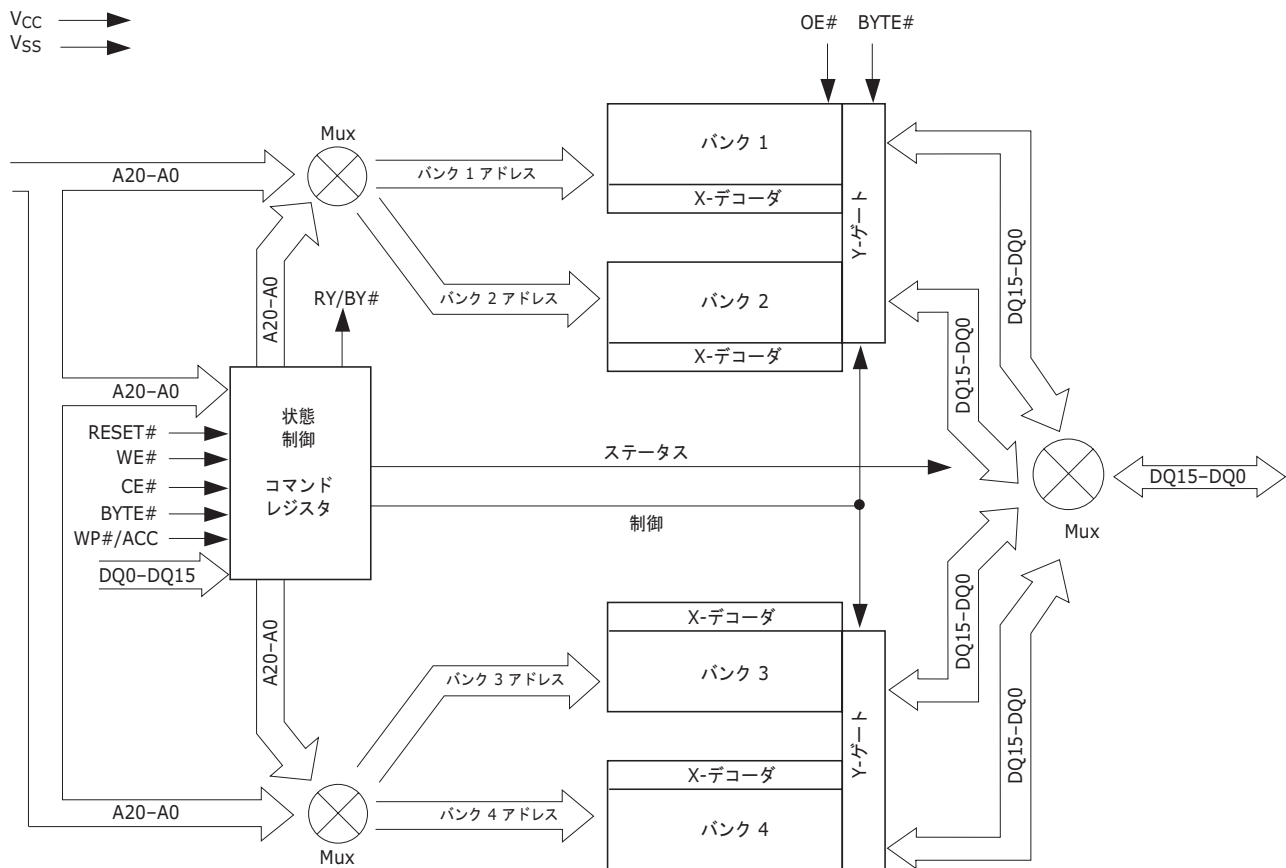 VCC
VSS
OE# BYTE#
Mux
A20–A0
バンク 1 アドレス
バンク 1
X-デコーダ
Y-ゲート
DQ15–DQ0
A20–A0
RY/BY#
バンク 2 アドレス
バンク 2
X-デコーダ
DQ15–DQ0
A20–A0
RESET#
WE#
CE#
BYTE#
WP#/ACC
DQ0–DQ15
状態
制御
コマンド
レジスタ
ステータス
制御
DQ15–DQ0
Mux
A20–A0
バンク 3 アドレス
X-デコーダ
バンク 3
Y-ゲート
DQ15–DQ0
DQ15–DQ0
A20–A0
Mux
バンク 4 アドレス
X-デコーダ
バンク 4